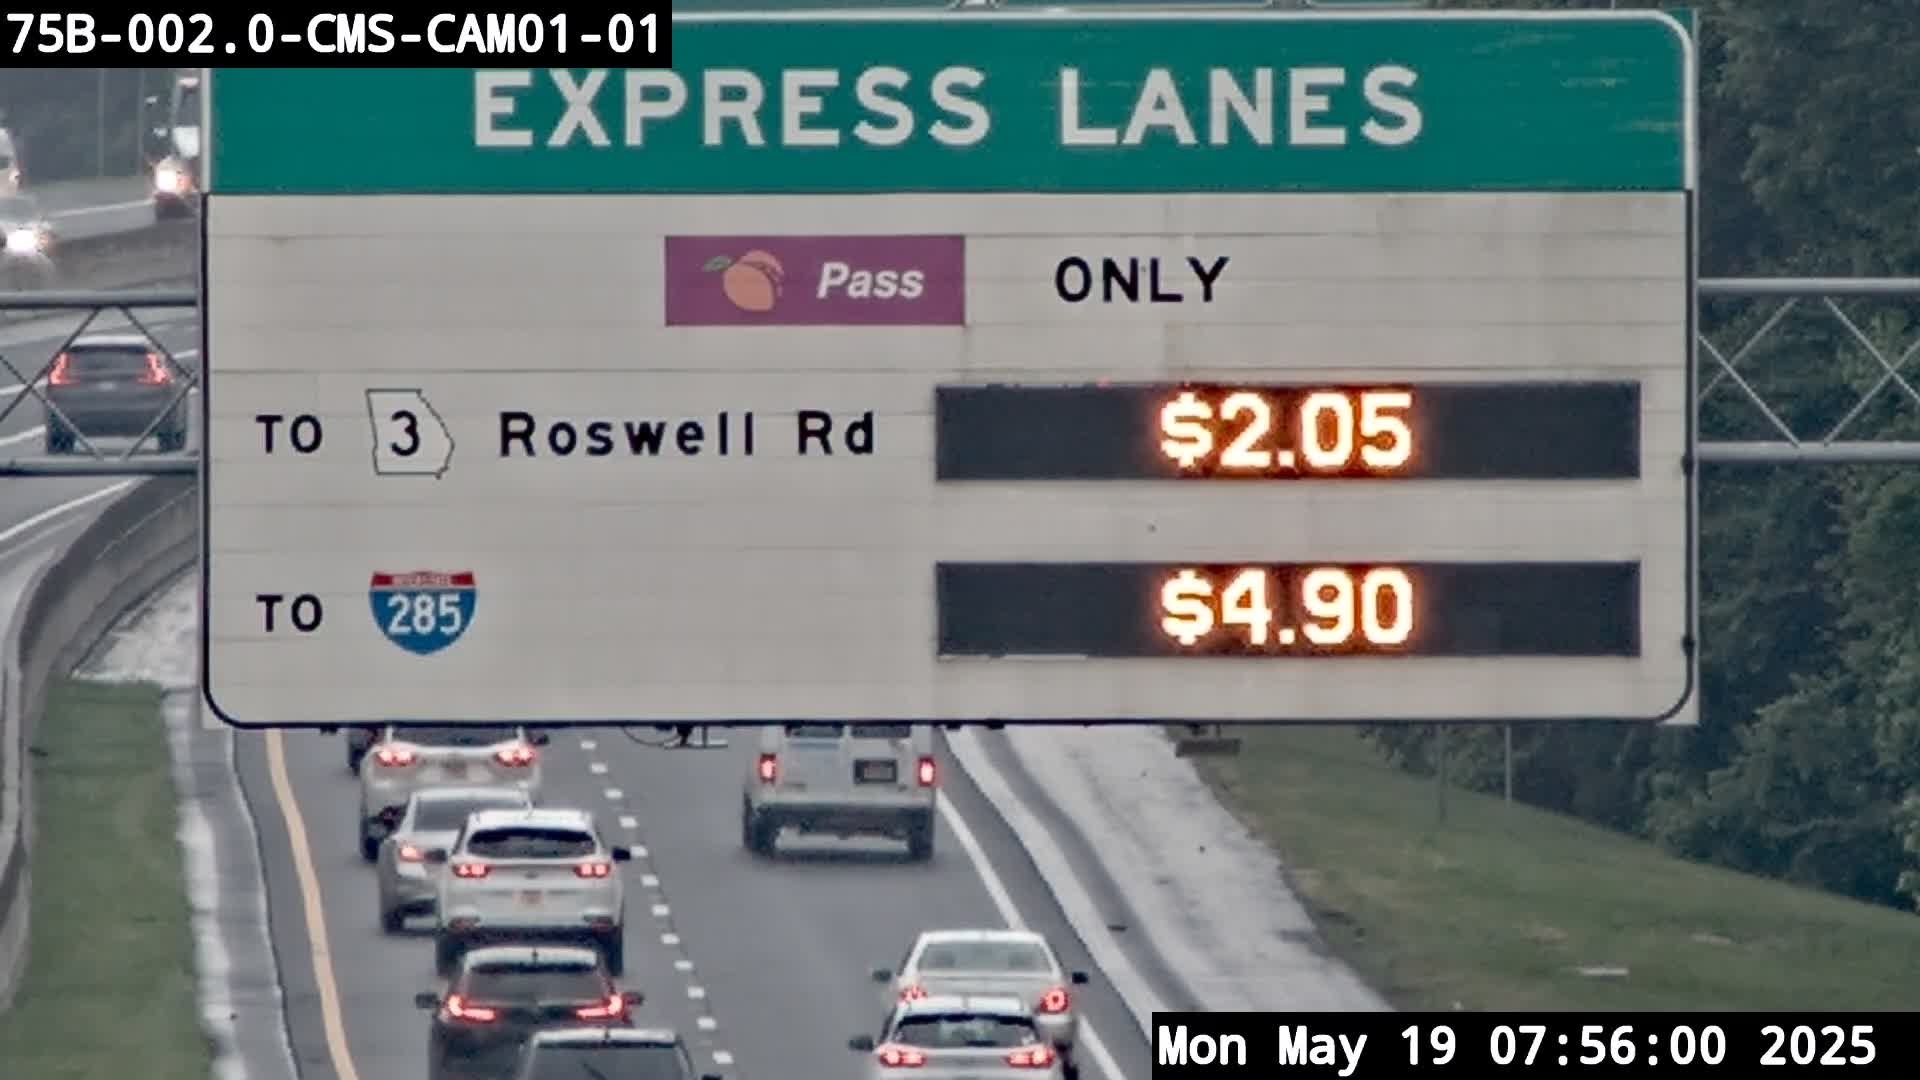 75B-002.0-CMS-CAM01-01
EXPRESS LANES
Pass ONLY
TO 3 Roswell Rd $2.05
TO INTERSTATE 285 $4.90
Mon May 19 07:56:00 2025